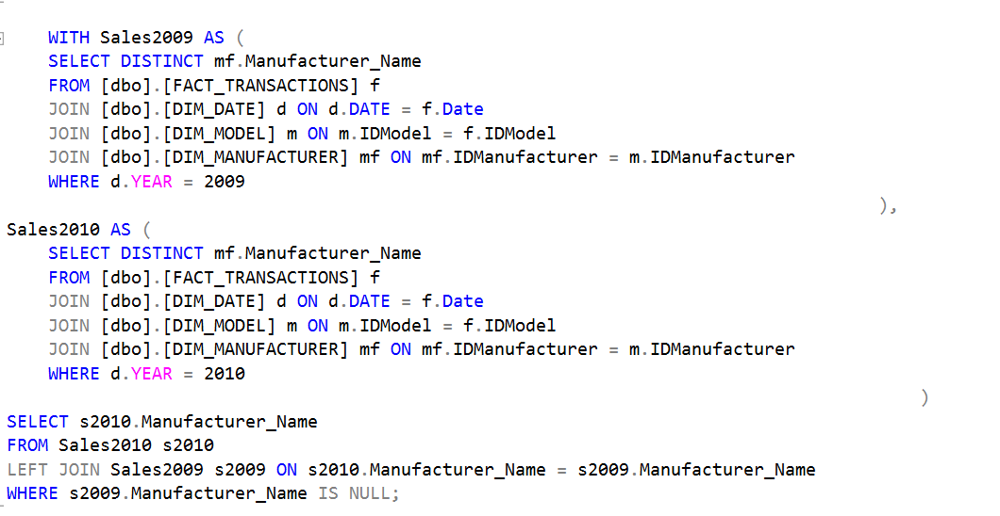 WITH Sales2009 AS (
SELECT DISTINCT mf.Manufacturer_Name
FROM [dbo].[FACT_TRANSACTIONS] f
JOIN [dbo].[DIM_DATE] d ON d.DATE = f.Date
JOIN [dbo].[DIM_MODEL] m ON m.IDModel = f.IDModel
JOIN [dbo].[DIM_MANUFACTURER] mf ON mf.IDManufacturer = m.IDManufacturer
WHERE d.YEAR = 2009
),
Sales2010 AS (
SELECT DISTINCT mf.Manufacturer_Name
FROM [dbo].[FACT_TRANSACTIONS] f
JOIN [dbo].[DIM_DATE] d ON d.DATE = f.Date
JOIN [dbo].[DIM_MODEL] m ON m.IDModel = f.IDModel
JOIN [dbo].[DIM_MANUFACTURER] mf ON mf.IDManufacturer = m.IDManufacturer
WHERE d.YEAR = 2010
)
SELECT s2010.Manufacturer_Name
FROM Sales2010 s2010
LEFT JOIN Sales2009 s2009 ON s2010.Manufacturer_Name = s2009.Manufacturer_Name
WHERE s2009.Manufacturer_Name IS NULL;